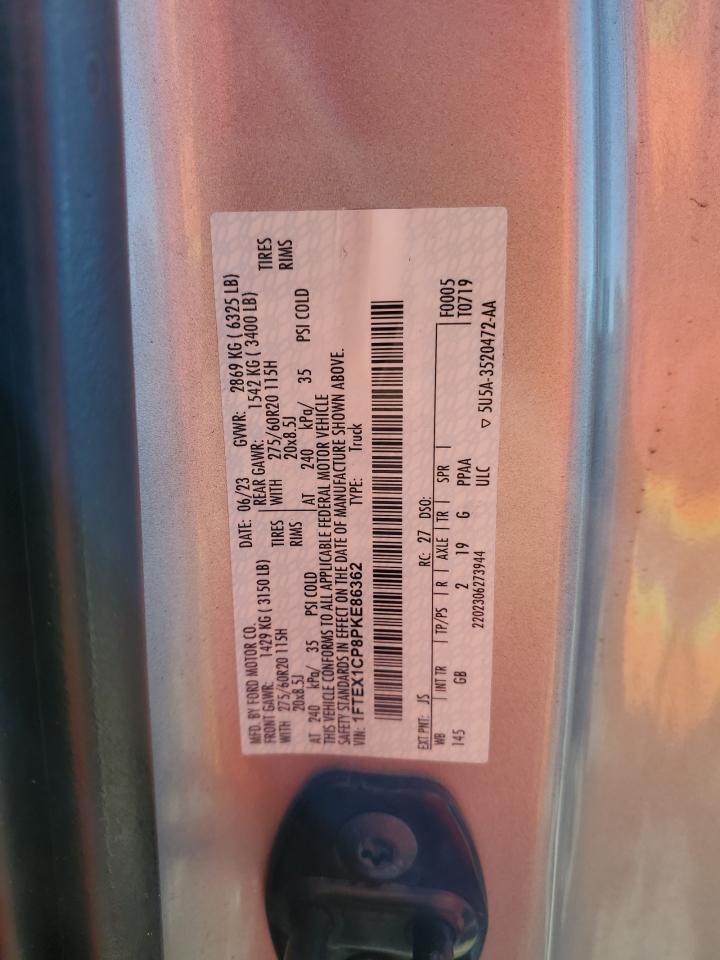 MFD. BY FORD MOTOR CO.
DATE: 06/23 GVWR: 2869 KG ( 6325 LB)
FRONT GAWR: 1429 KG ( 3150 LB) REAR GAWR: 1542 KG ( 3400 LB)
WITH 275/60R20 115H TIRES WITH 275/60R20 115H TIRES
20x8.5J RIMS 20x8.5J RIMS
AT 240 kPa/ 35 PSI COLD AT 240 kPa/ 35 PSI COLD
THIS VEHICLE CONFORMS TO ALL APPLICABLE FEDERAL MOTOR VEHICLE
SAFETY STANDARDS IN EFFECT ON THE DATE OF MANUFACTURE SHOWN ABOVE.
VIN: 1FTEX1CP8PKE86362 TYPE: Truck
EXT PNT: JS RC: 27 DSO: F0005
WB INT TR TP/PS R AXLE TR SPR T0719
145 GB 2 19 G PPAA
2202306273944 ULC ▽ 5U5A-3520472-AA